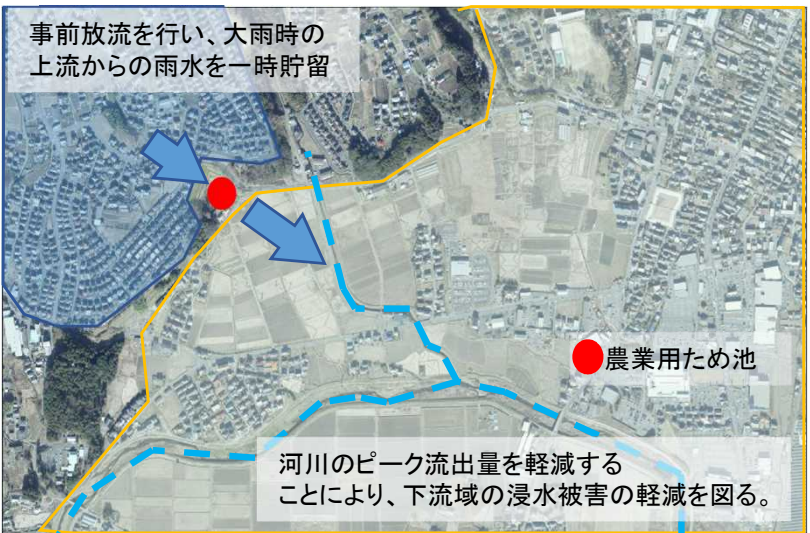 事前放流を行い、大雨時の
上流からの雨水を一時貯留
農業用ため池
河川のピーク流出量を軽減する
ことにより、下流域の浸水被害の軽減を図る。